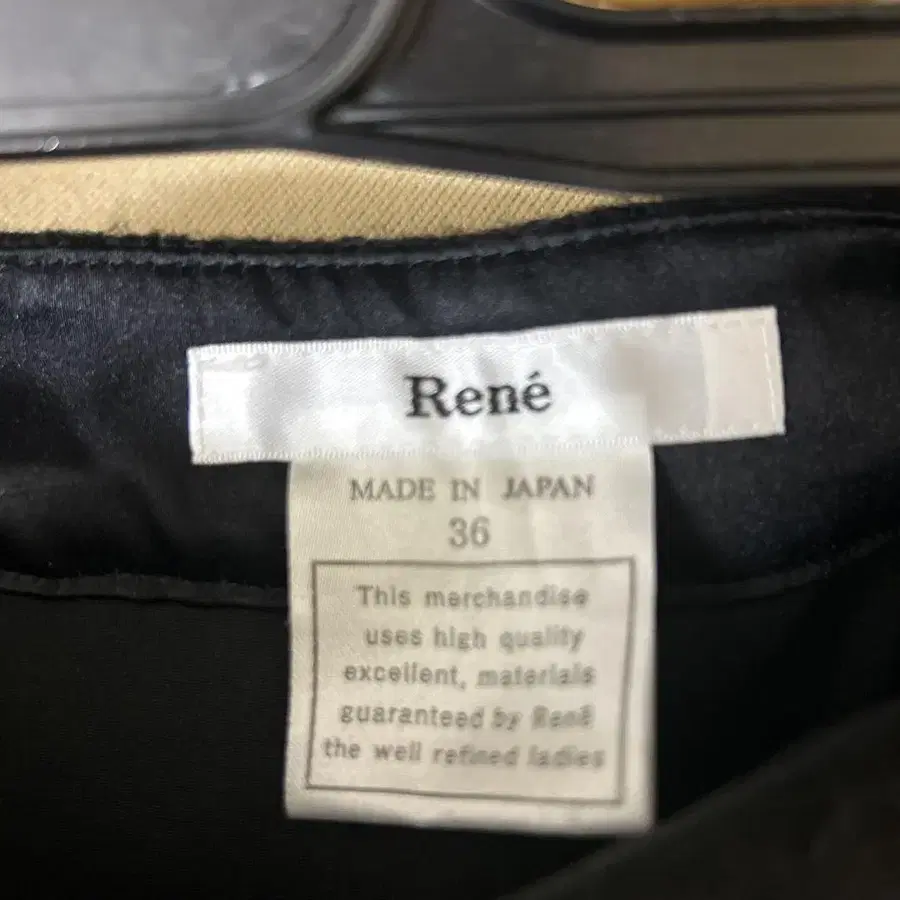 René
MADE IN JAPAN
36
This merchandise
uses high quality
excellent, materials
guaranteed by René
the well refined ladies